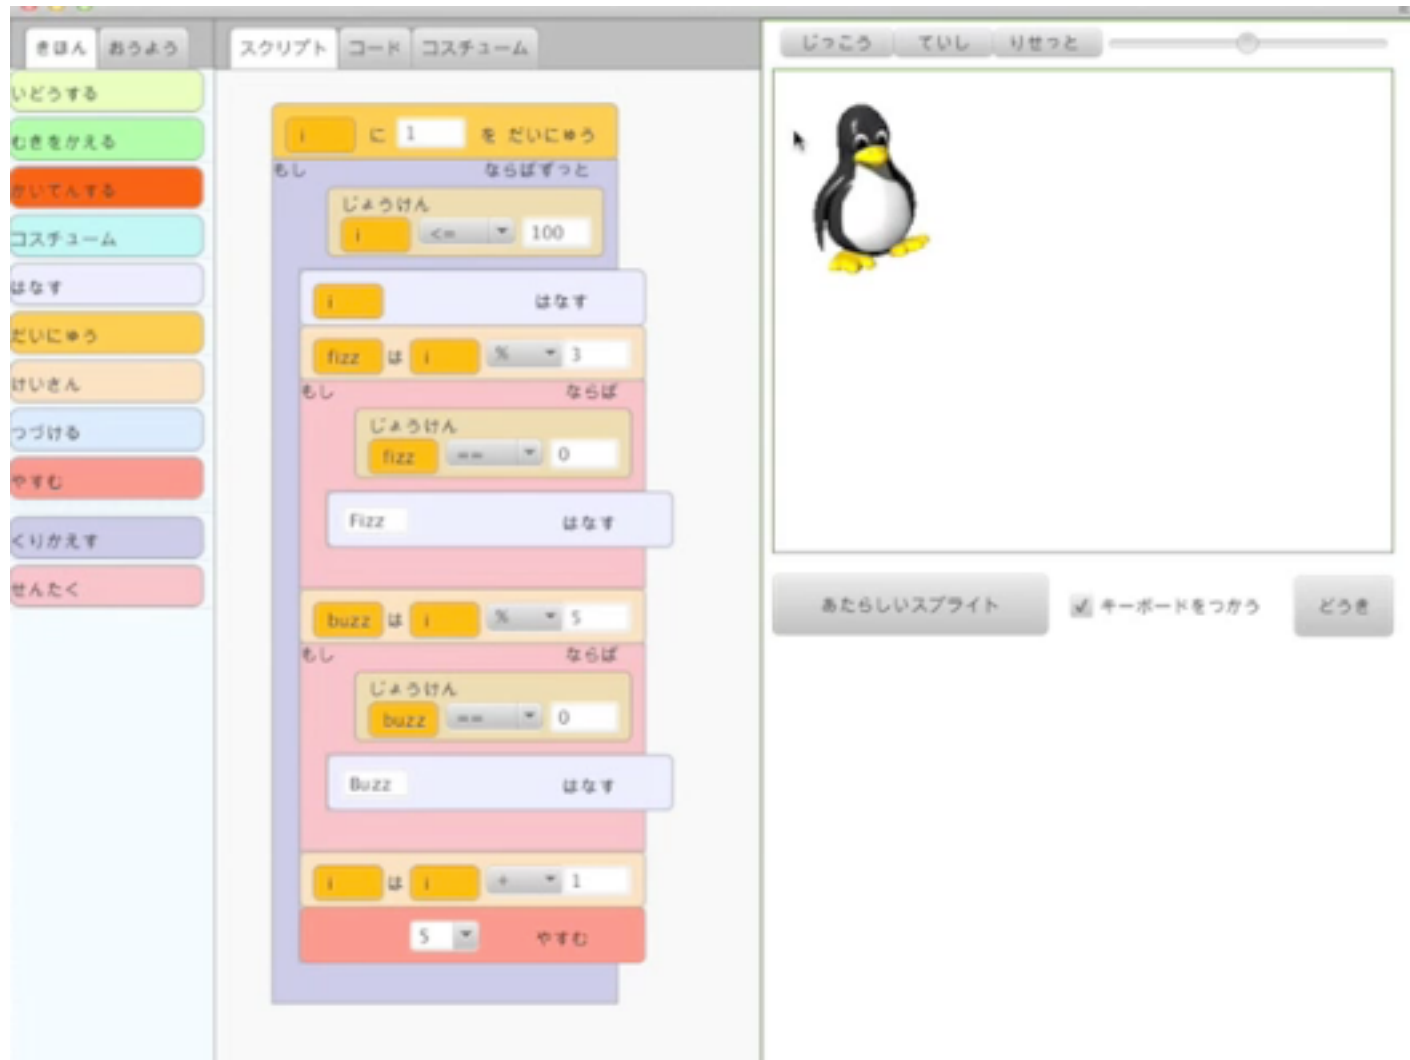 きほん おうよう
いどうする
むきをかえる
かいてんする
コスチューム
はなす
だいにゅう
けいさん
つづける
やすむ
くりかえす
せんたく
スクリプト コード コスチューム
i に 1 を だいにゅう
もし ならばずっと
じょうけん
i <= 100
i はなす
fizz は i % 3
もし ならば
じょうけん
fizz == 0
Fizz はなす
buzz は i % 5
もし ならば
じょうけん
buzz == 0
Buzz はなす
i は i + 1
5 やすむ
じっこう ていし りせっと
あたらしいスプライト キーボードをつかう どうき